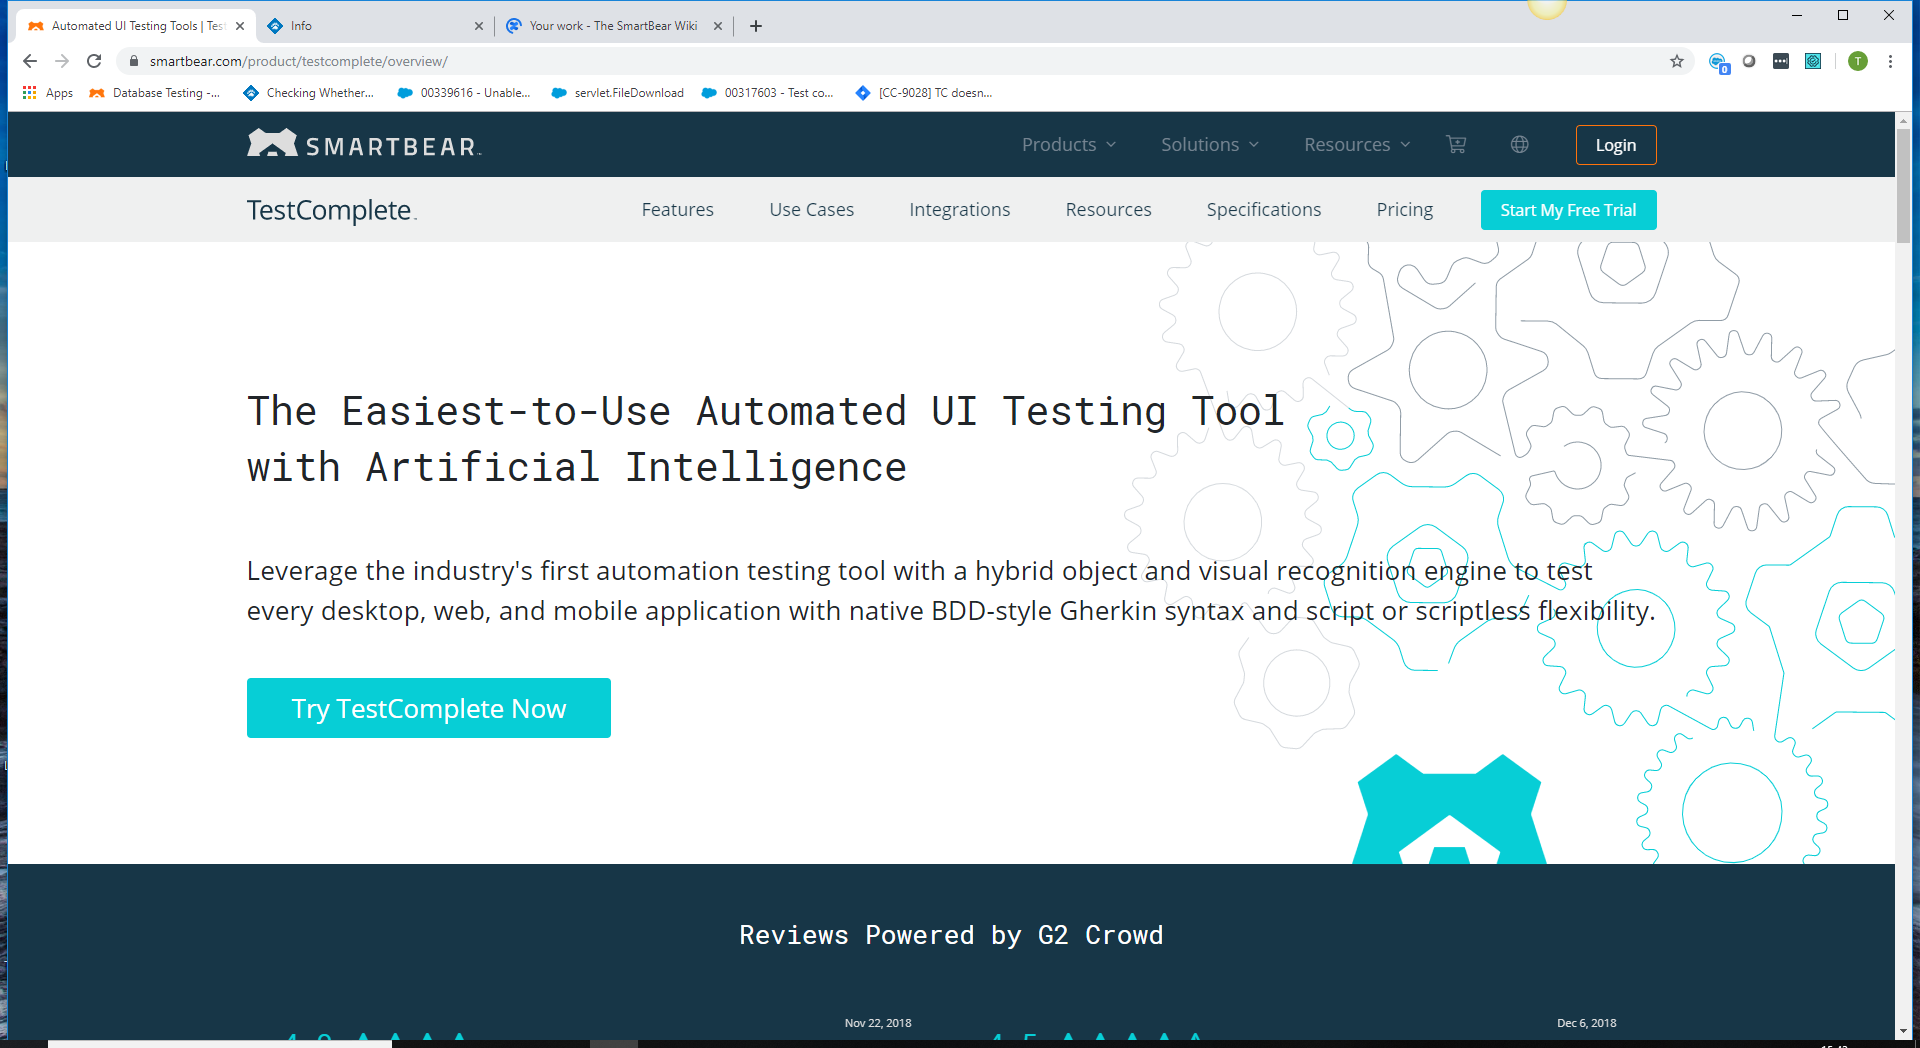 Automated UI Testing Tools | Tes
Info
Your work - The SmartBear Wiki
smartbear.com/product/testcomplete/overview/
0
T
Apps
Database Testing -...
Checking Whether...
00339616 - Unable...
servlet.FileDownload
00317603 - Test co...
[CC-9028] TC doesn...
SMARTBEAR
Products
Solutions
Resources
Login
TestComplete
Features
Use Cases
Integrations
Resources
Specifications
Pricing
Start My Free Trial
The Easiest-to-Use Automated UI Testing Tool
with Artificial Intelligence
Leverage the industry's first automation testing tool with a hybrid object and visual recognition engine to test
every desktop, web, and mobile application with native BDD-style Gherkin syntax and script or scriptless flexibility.
Try TestComplete Now
Reviews Powered by G2 Crowd
Nov 22, 2018
Dec 6, 2018